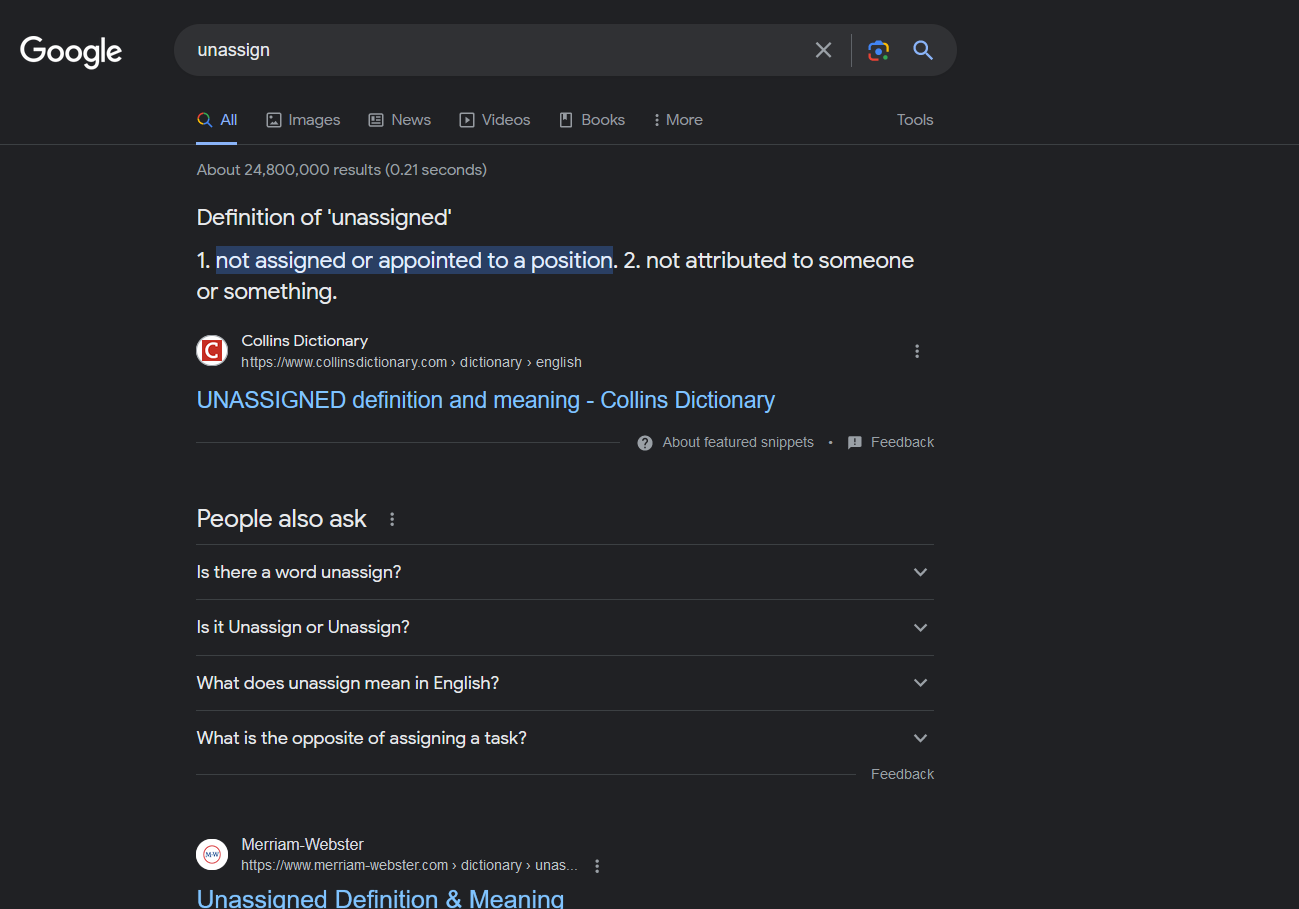 Google
unassign
All Images News Videos Books More Tools
About 24,800,000 results (0.21 seconds)
Definition of 'unassigned'
1. not assigned or appointed to a position. 2. not attributed to someone
or something.
Collins Dictionary
https://www.collinsdictionary.com › dictionary › english
UNASSIGNED definition and meaning - Collins Dictionary
About featured snippets • Feedback
People also ask
Is there a word unassign?
Is it Unassign or Unassign?
What does unassign mean in English?
What is the opposite of assigning a task?
Feedback
Merriam-Webster
https://www.merriam-webster.com › dictionary › unas...
Unassigned Definition & Meaning